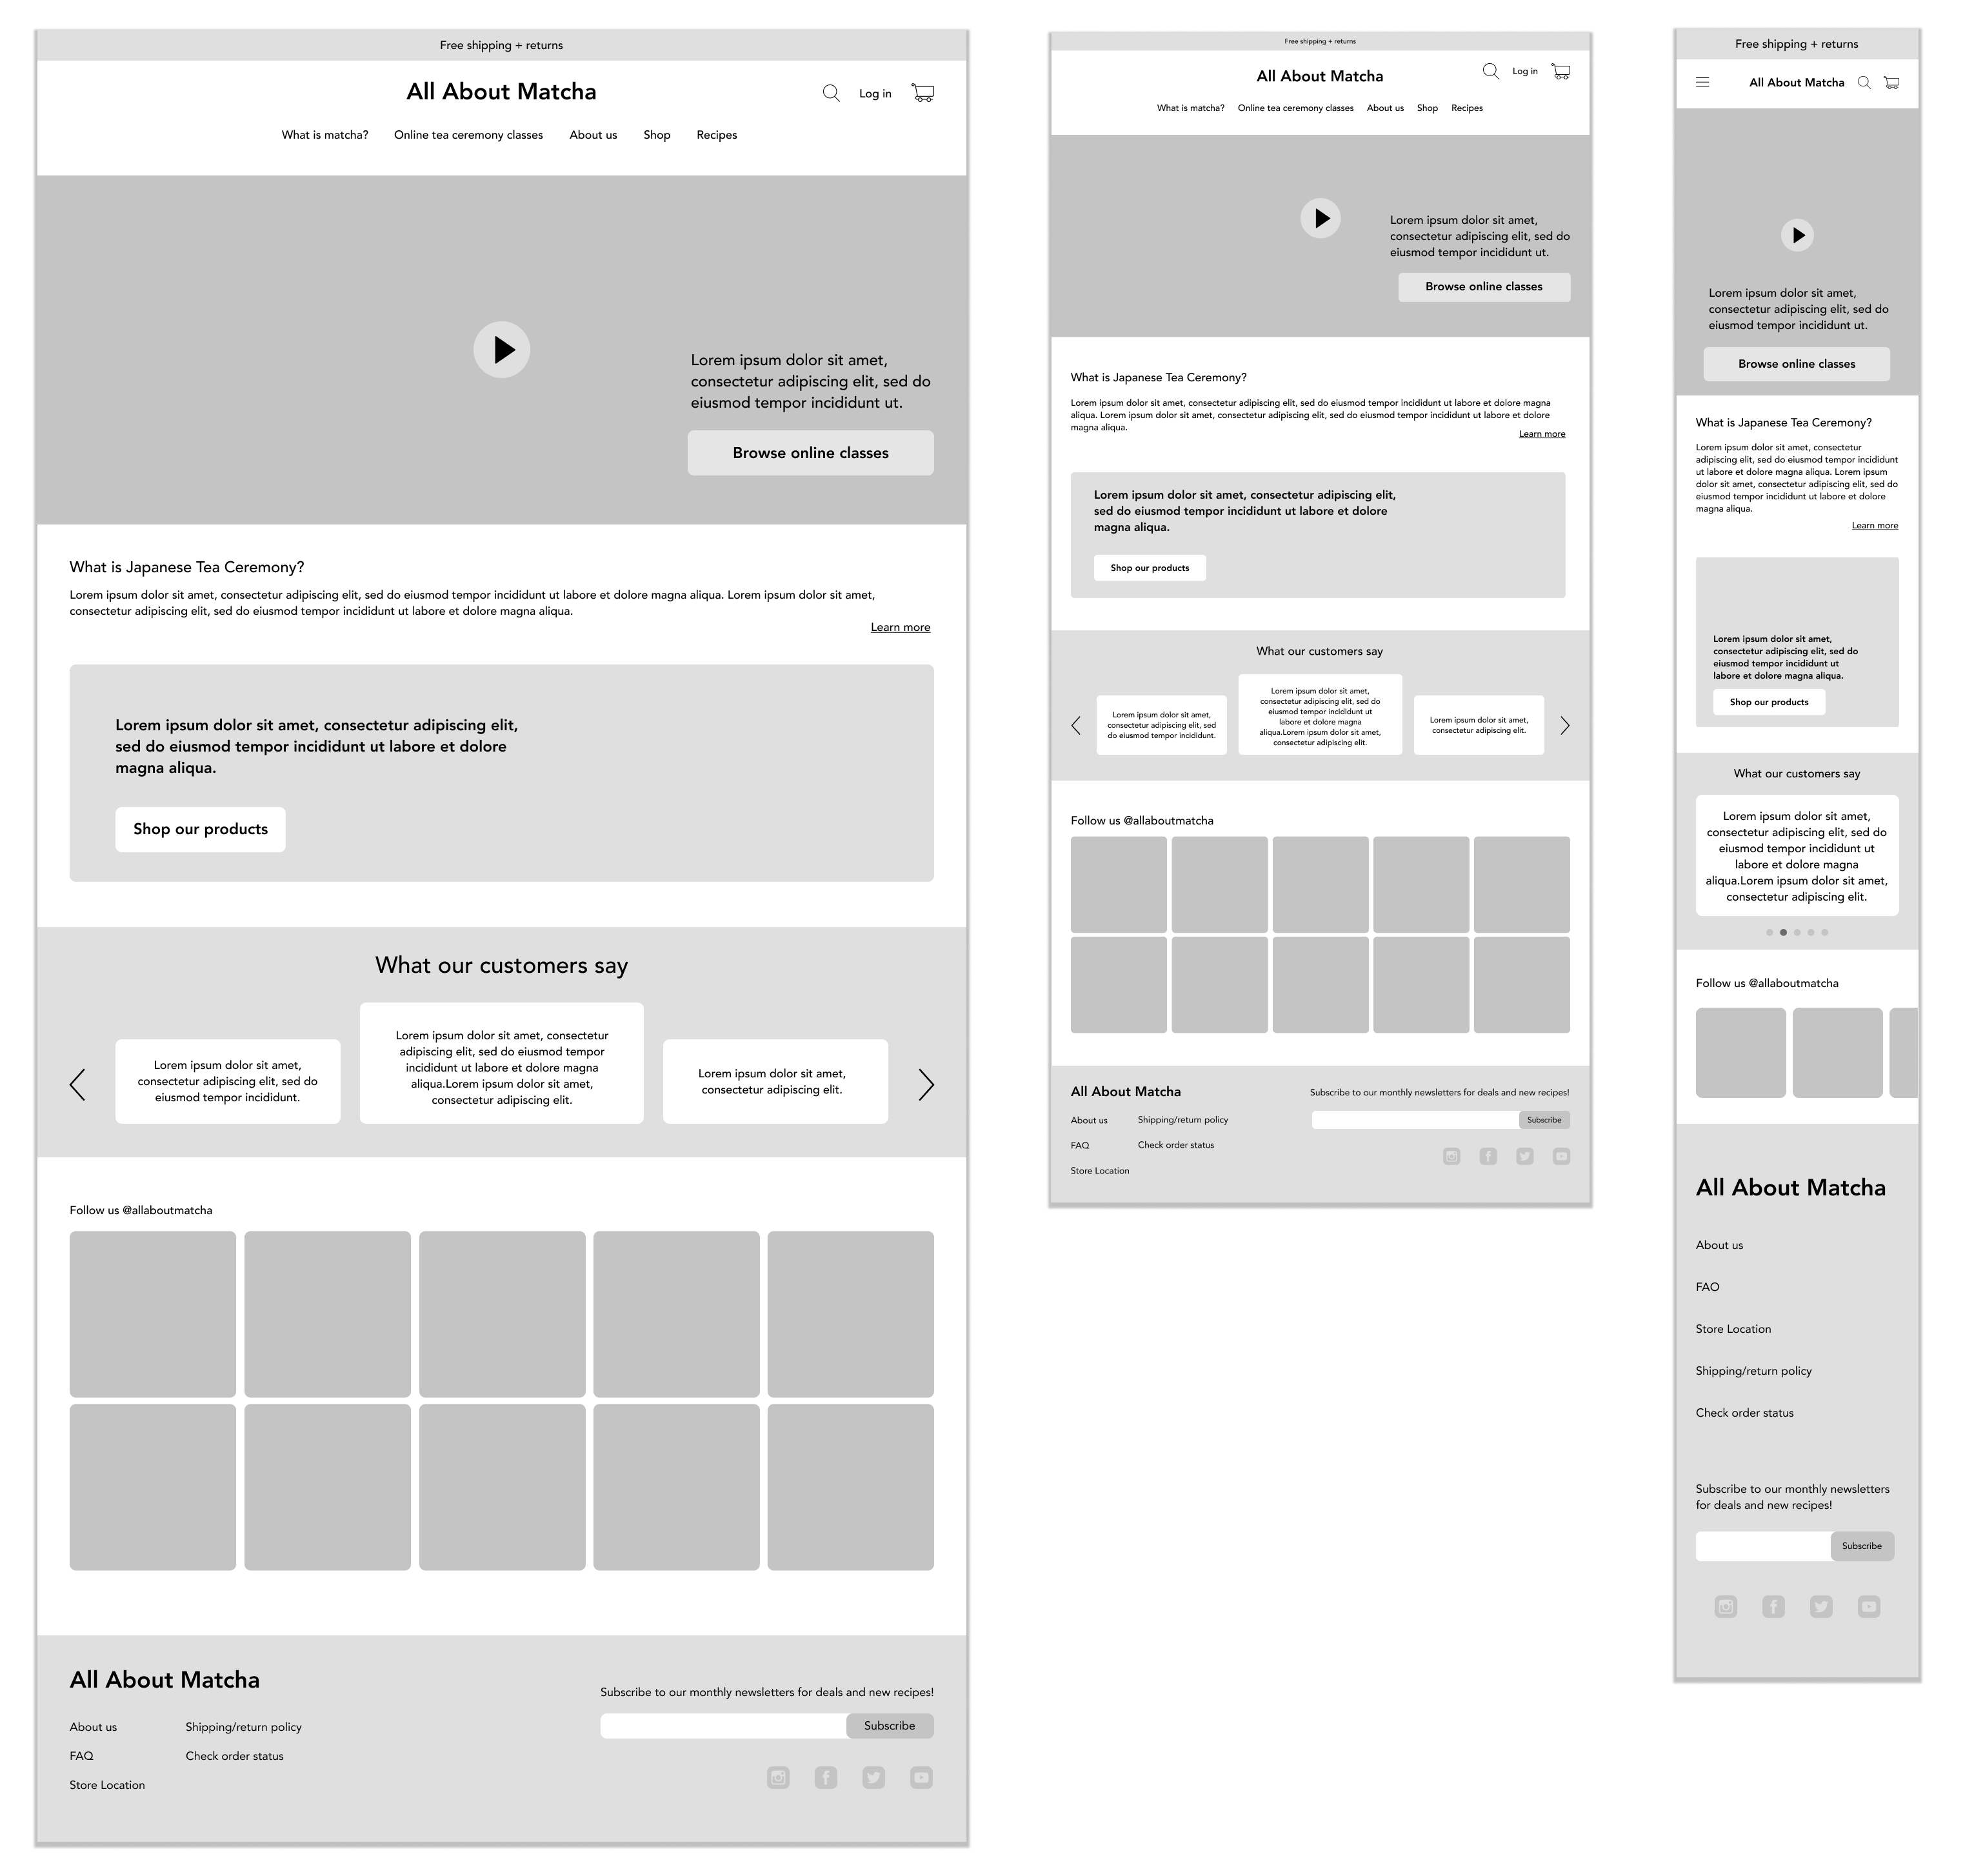 Free shipping + returns
All About Matcha
Log in
What is matcha? Online tea ceremony classes About us Shop Recipes
Lorem ipsum dolor sit amet,
consectetur adipiscing elit, sed do
eiusmod tempor incididunt ut.
Browse online classes
What is Japanese Tea Ceremony?
Lorem ipsum dolor sit amet, consectetur adipiscing elit, sed do eiusmod tempor incididunt ut labore et dolore magna aliqua. Lorem ipsum dolor sit amet,
consectetur adipiscing elit, sed do eiusmod tempor incididunt ut labore et dolore magna aliqua.
Learn more
Lorem ipsum dolor sit amet, consectetur adipiscing elit,
sed do eiusmod tempor incididunt ut labore et dolore
magna aliqua.
Shop our products
What our customers say
Lorem ipsum dolor sit amet,
consectetur adipiscing elit, sed do
eiusmod tempor incididunt.
Lorem ipsum dolor sit amet, consectetur
adipiscing elit, sed do eiusmod tempor
incididunt ut labore et dolore magna
aliqua.Lorem ipsum dolor sit amet,
consectetur adipiscing elit.
Lorem ipsum dolor sit amet,
consectetur adipiscing elit.
Follow us @allaboutmatcha
All About Matcha
About us
FAQ
Store Location
Shipping/return policy
Check order status
Subscribe to our monthly newsletters for deals and new recipes!
Subscribe
Free shipping + returns
All About Matcha
Log in
What is matcha? Online tea ceremony classes About us Shop Recipes
Lorem ipsum dolor sit amet,
consectetur adipiscing elit, sed do
eiusmod tempor incididunt ut.
Browse online classes
What is Japanese Tea Ceremony?
Lorem ipsum dolor sit amet, consectetur adipiscing elit, sed do eiusmod tempor incididunt ut labore et dolore magna
aliqua. Lorem ipsum dolor sit amet, consectetur adipiscing elit, sed do eiusmod tempor incididunt ut labore et dolore
magna aliqua.
Learn more
Lorem ipsum dolor sit amet, consectetur adipiscing elit,
sed do eiusmod tempor incididunt ut labore et dolore
magna aliqua.
Shop our products
What our customers say
Lorem ipsum dolor sit amet,
consectetur adipiscing elit, sed
do eiusmod tempor incididunt.
Lorem ipsum dolor sit amet,
consectetur adipiscing elit, sed do
eiusmod tempor incididunt ut
labore et dolore magna
aliqua.Lorem ipsum dolor sit amet,
consectetur adipiscing elit.
Lorem ipsum dolor sit amet,
consectetur adipiscing elit.
Follow us @allaboutmatcha
All About Matcha
About us
FAQ
Store Location
Shipping/return policy
Check order status
Subscribe to our monthly newsletters for deals and new recipes!
Subscribe
Free shipping + returns
All About Matcha
Lorem ipsum dolor sit amet,
consectetur adipiscing elit, sed do
eiusmod tempor incididunt ut.
Browse online classes
What is Japanese Tea Ceremony?
Lorem ipsum dolor sit amet, consectetur
adipiscing elit, sed do eiusmod tempor incididunt
ut labore et dolore magna aliqua. Lorem ipsum
dolor sit amet, consectetur adipiscing elit, sed do
eiusmod tempor incididunt ut labore et dolore
magna aliqua.
Learn more
Lorem ipsum dolor sit amet,
consectetur adipiscing elit, sed do
eiusmod tempor incididunt ut
labore et dolore magna aliqua.
Shop our products
What our customers say
Lorem ipsum dolor sit amet,
consectetur adipiscing elit, sed do
eiusmod tempor incididunt ut
labore et dolore magna
aliqua.Lorem ipsum dolor sit amet,
consectetur adipiscing elit.
Follow us @allaboutmatcha
All About Matcha
About us
FAO
Store Location
Shipping/return policy
Check order status
Subscribe to our monthly newsletters
for deals and new recipes!
Subscribe